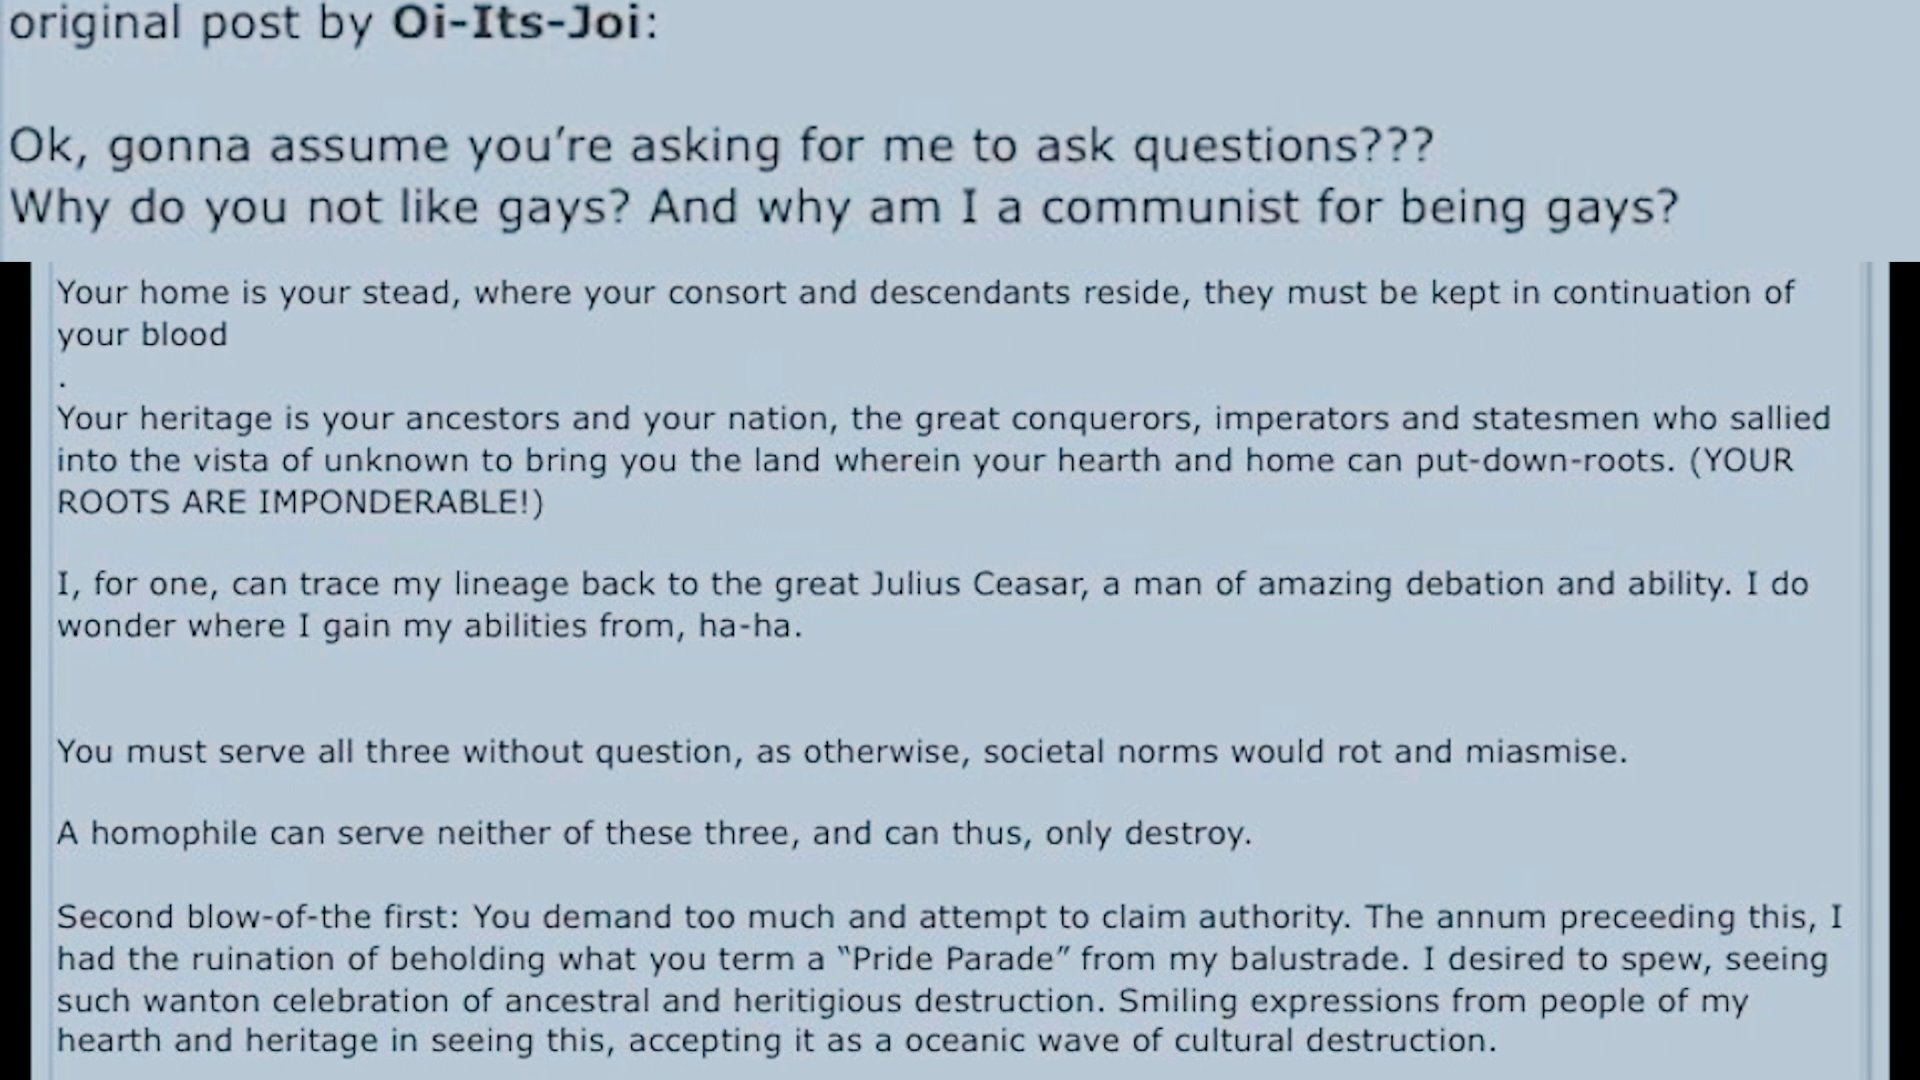 original post by Oi-Its-Joi:
Ok, gonna assume you're asking for me to ask questions???
Why do you not like gays? And why am I a communist for being gays?
Your home is your stead, where your consort and descendants reside, they must be kept in continuation of
your blood
.
Your heritage is your ancestors and your nation, the great conquerors, imperators and statesmen who sallied
into the vista of unknown to bring you the land wherein your hearth and home can put-down-roots. (YOUR
ROOTS ARE IMPONDERABLE!)
I, for one, can trace my lineage back to the great Julius Ceasar, a man of amazing debation and ability. I do
wonder where I gain my abilities from, ha-ha.
You must serve all three without question, as otherwise, societal norms would rot and miasmise.
A homophile can serve neither of these three, and can thus, only destroy.
Second blow-of-the first: You demand too much and attempt to claim authority. The annum preceeding this, I
had the ruination of beholding what you term a "Pride Parade" from my balustrade. I desired to spew, seeing
such wanton celebration of ancestral and heritigious destruction. Smiling expressions from people of my
hearth and heritage in seeing this, accepting it as a oceanic wave of cultural destruction.